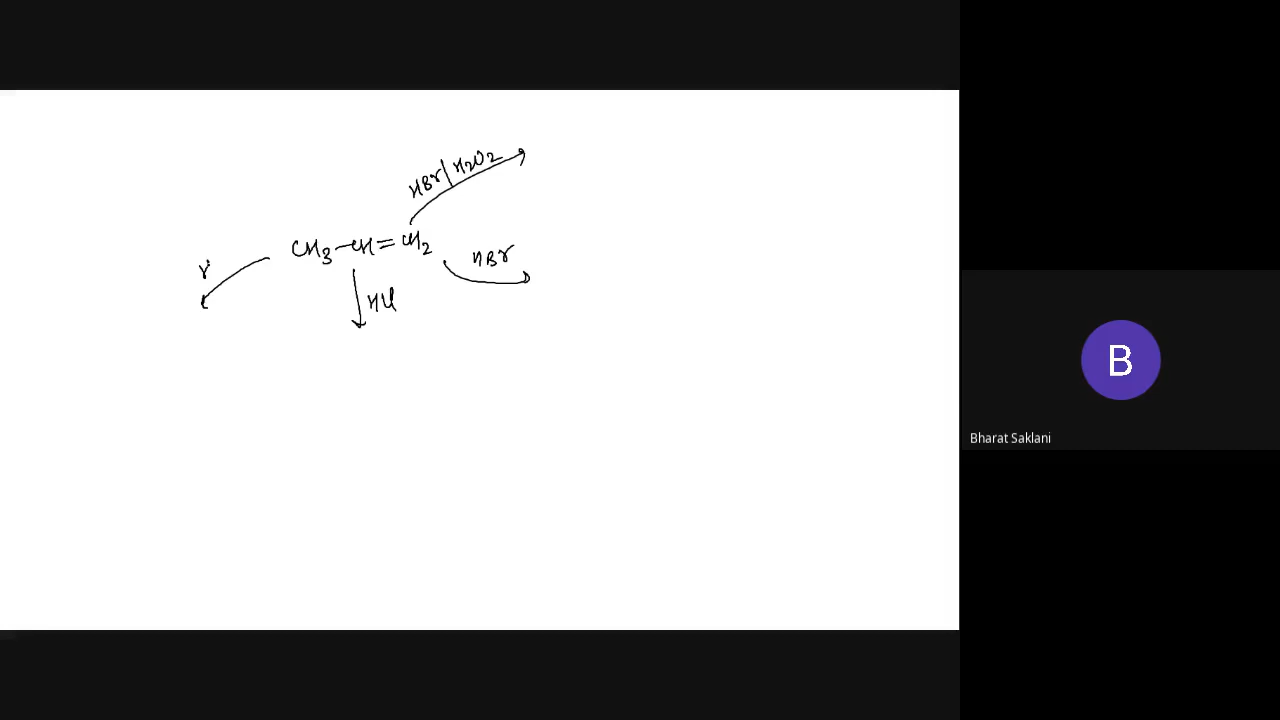 HBr/H2O2
CH3-CH=CH2
HBr
HCl
B
Bharat Saklani